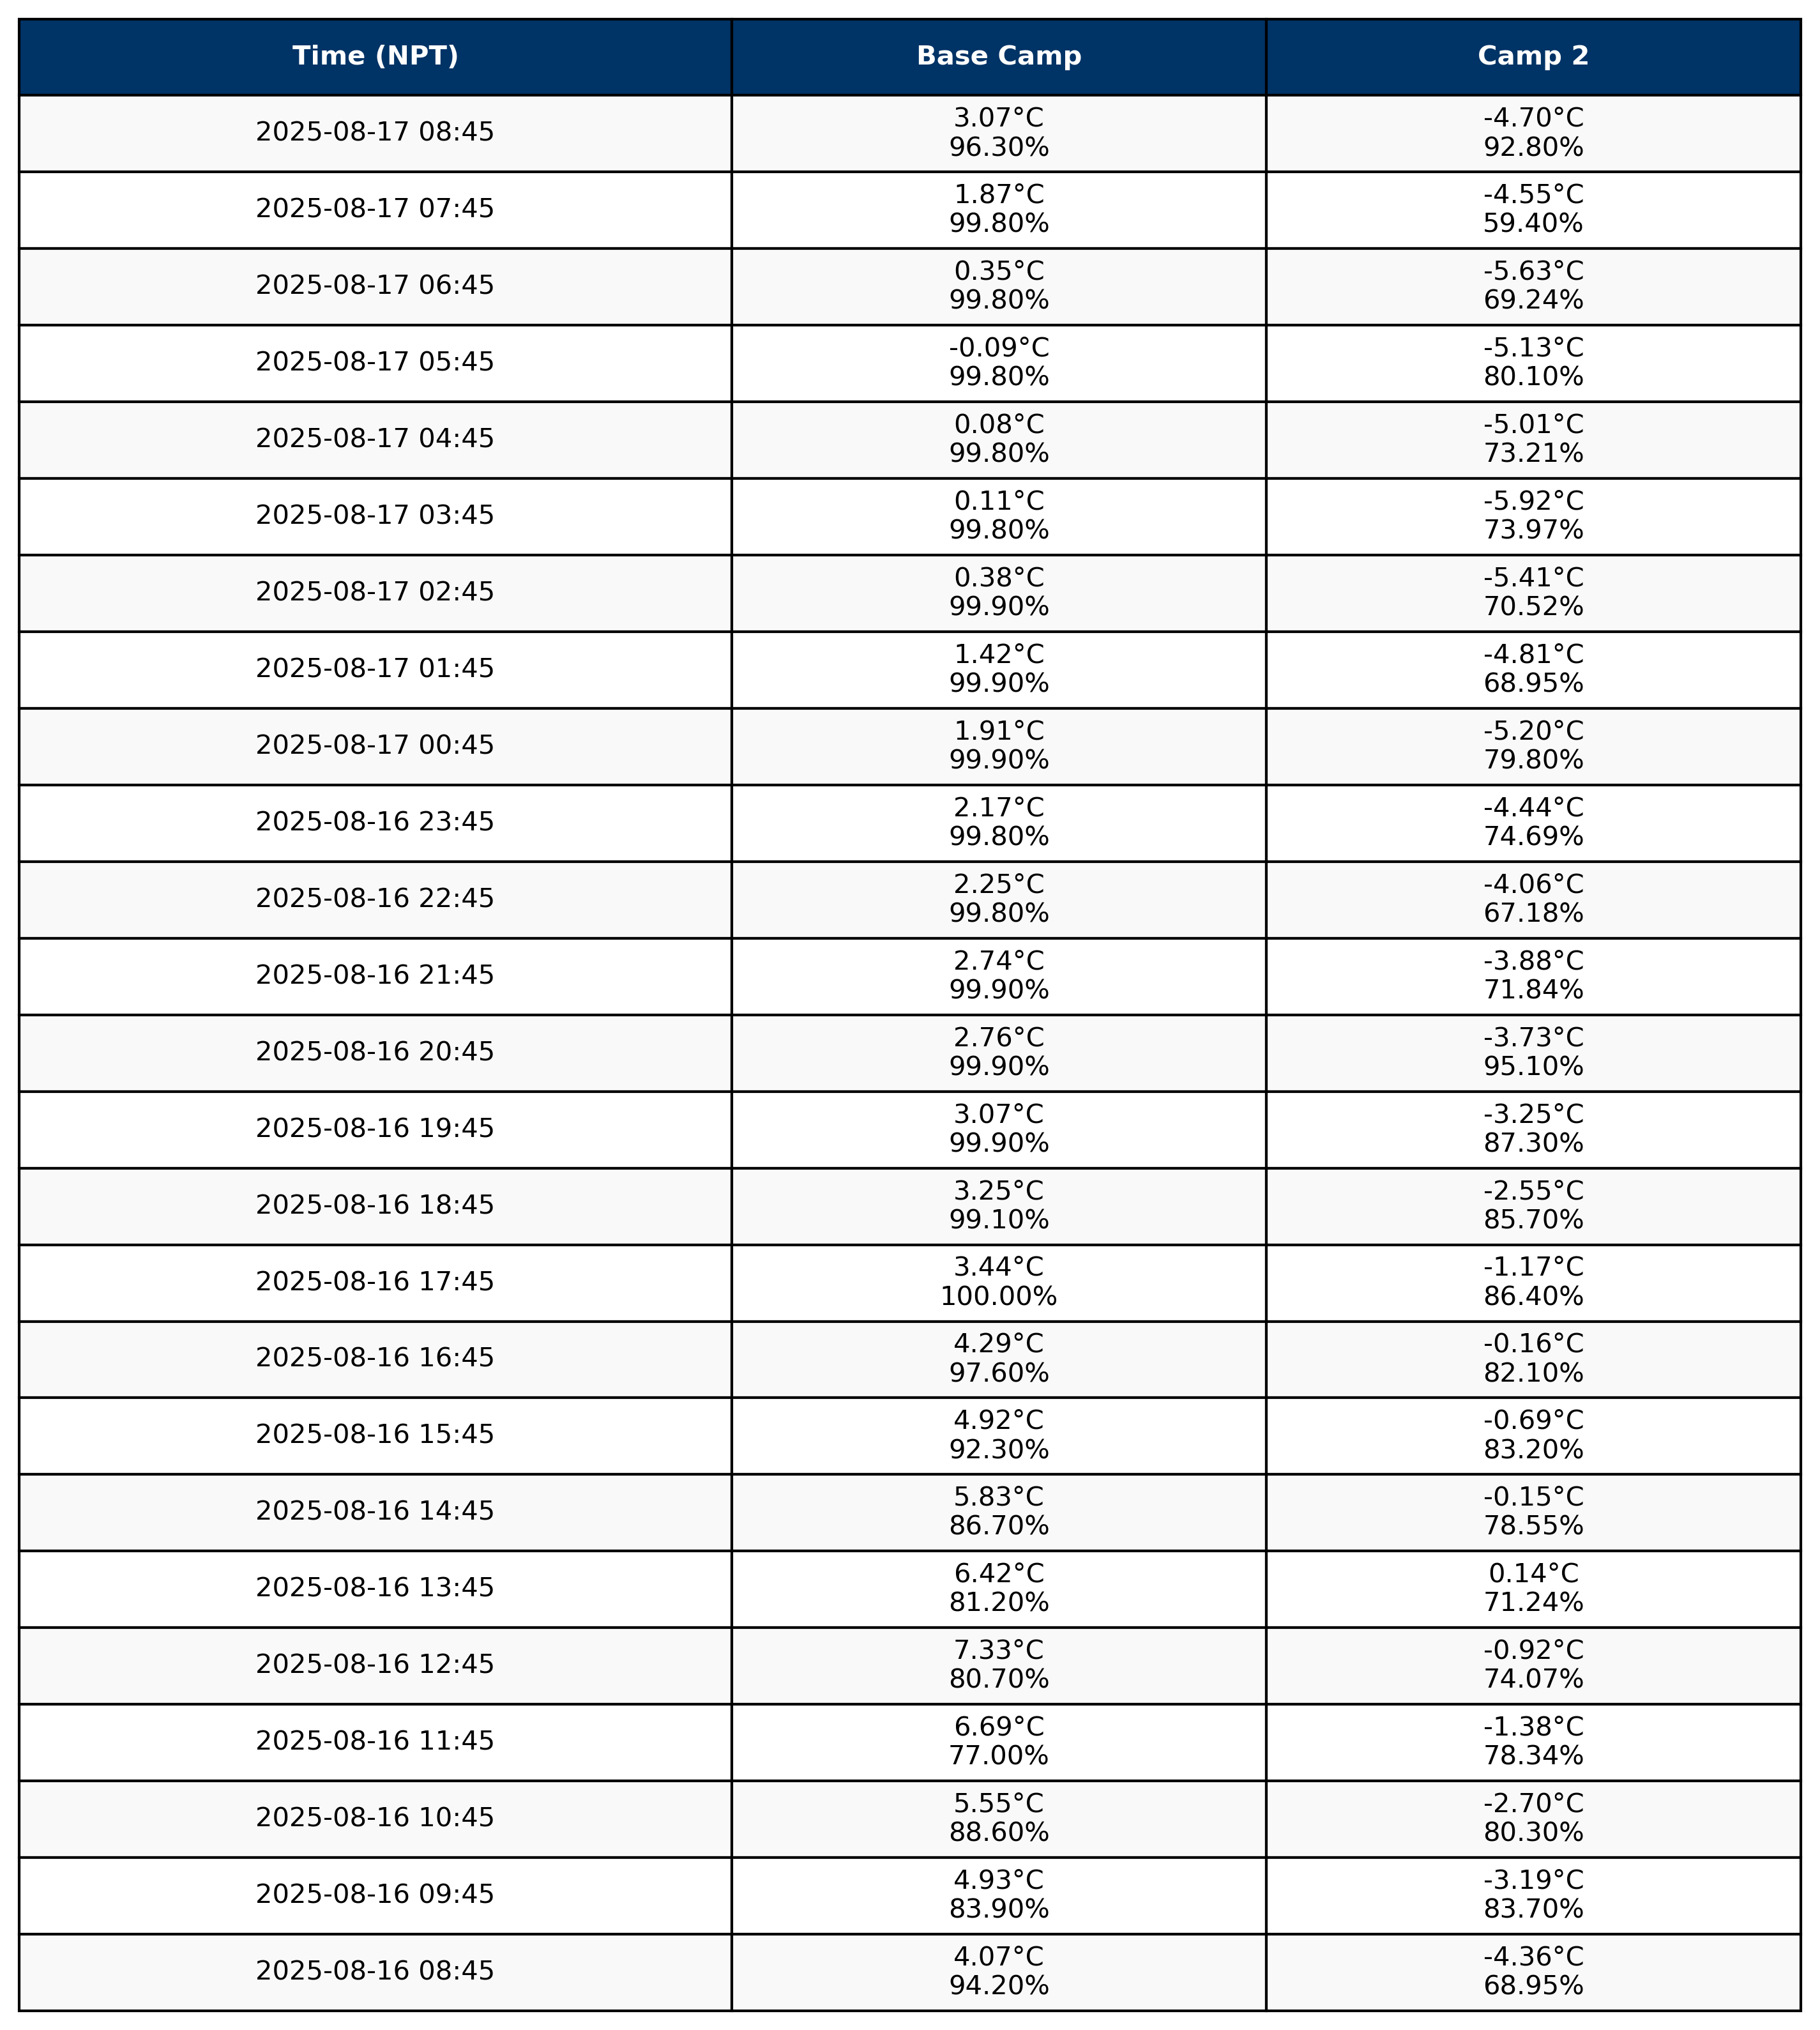 Time (NPT) Base Camp Camp 2
2025-08-17 08:45
3.07°C
96.30%
-4.70°C
92.80%
2025-08-17 07:45
1.87°C
99.80%
-4.55°C
59.40%
2025-08-17 06:45
0.35°C
99.80%
-5.63°C
69.24%
2025-08-17 05:45
-0.09°C
99.80%
-5.13°C
80.10%
2025-08-17 04:45
0.08°C
99.80%
-5.01°C
73.21%
2025-08-17 03:45
0.11°C
99.80%
-5.92°C
73.97%
2025-08-17 02:45
0.38°C
99.90%
-5.41°C
70.52%
2025-08-17 01:45
1.42°C
99.90%
-4.81°C
68.95%
2025-08-17 00:45
1.91°C
99.90%
-5.20°C
79.80%
2025-08-16 23:45
2.17°C
99.80%
-4.44°C
74.69%
2025-08-16 22:45
2.25°C
99.80%
-4.06°C
67.18%
2025-08-16 21:45
2.74°C
99.90%
-3.88°C
71.84%
2025-08-16 20:45
2.76°C
99.90%
-3.73°C
95.10%
2025-08-16 19:45
3.07°C
99.90%
-3.25°C
87.30%
2025-08-16 18:45
3.25°C
99.10%
-2.55°C
85.70%
2025-08-16 17:45
3.44°C
100.00%
-1.17°C
86.40%
2025-08-16 16:45
4.29°C
97.60%
-0.16°C
82.10%
2025-08-16 15:45
4.92°C
92.30%
-0.69°C
83.20%
2025-08-16 14:45
5.83°C
86.70%
-0.15°C
78.55%
2025-08-16 13:45
6.42°C
81.20%
0.14°C
71.24%
2025-08-16 12:45
7.33°C
80.70%
-0.92°C
74.07%
2025-08-16 11:45
6.69°C
77.00%
-1.38°C
78.34%
2025-08-16 10:45
5.55°C
88.60%
-2.70°C
80.30%
2025-08-16 09:45
4.93°C
83.90%
-3.19°C
83.70%
2025-08-16 08:45
4.07°C
94.20%
-4.36°C
68.95%